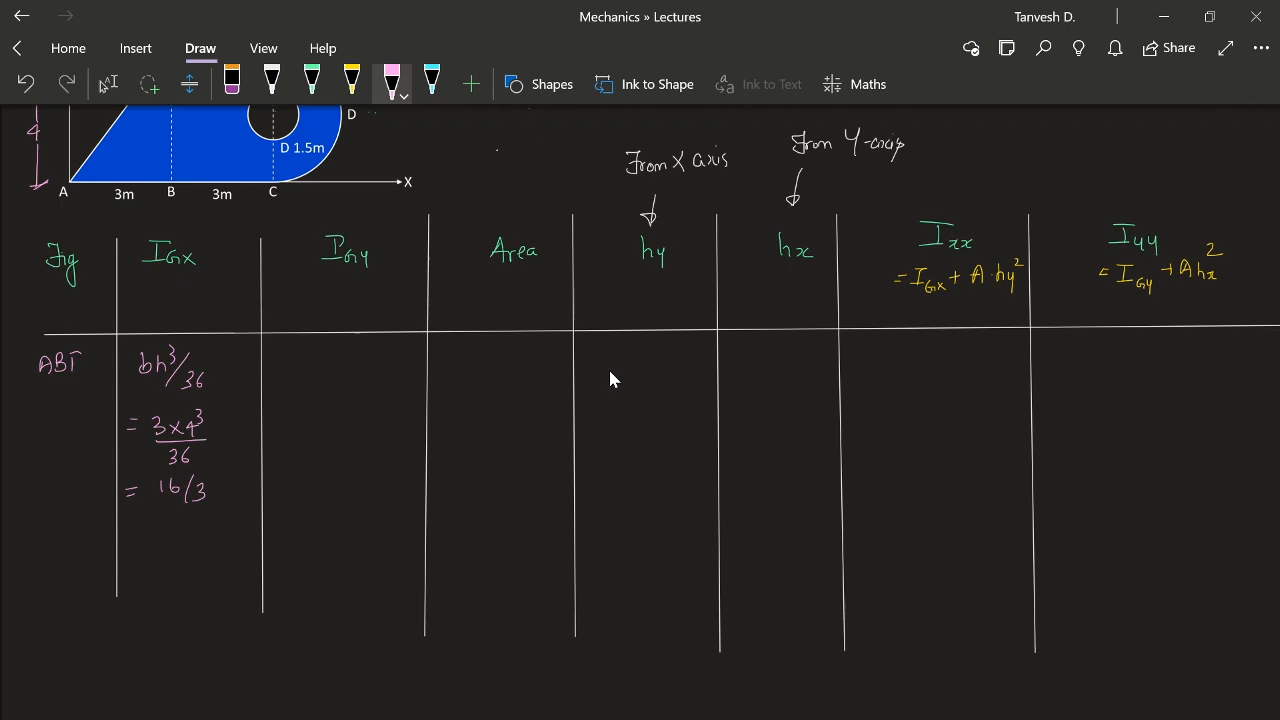 Mechanics » Lectures
Tanvesh D.
Home Insert Draw View Help
Share
Shapes Ink to Shape Ink to Text Maths
4
D
D 1.5m
A B C X
3m 3m
From X axis
From Y-axis
Fig IGx IGy Area hy hx Ixx Iyy
= IGx + A·hy² = IGy + Ahx²
ABT bh³/36
= 3×4³
36
= 16/3